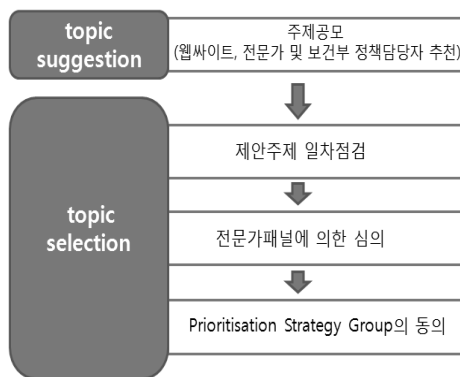 topic
suggestion
주제공모
(웹싸이트, 전문가 및 보건부 정책담당자 추천)
topic
selection
제안주제 일차점검
전문가패널에 의한 심의
Prioritisation Strategy Group의 동의